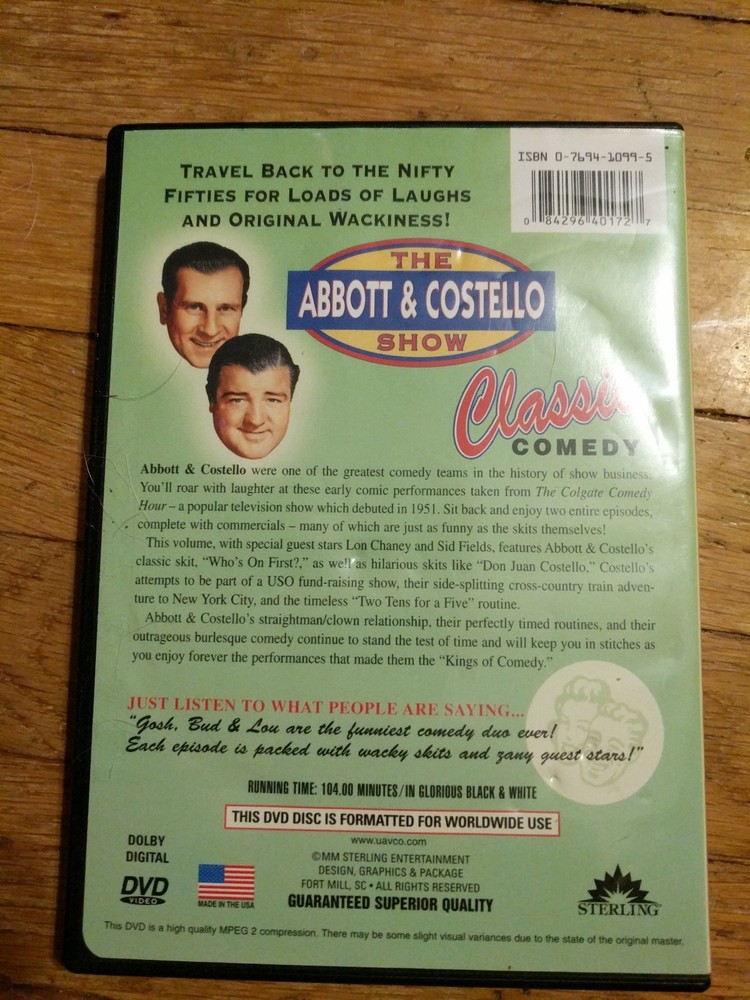 TRAVEL BACK TO THE NIFTY
FIFTIES FOR LOADS OF LAUGHS
AND ORIGINAL WACKINESS!
ISBN 0-7694-1099-5
0 84296 40172 7
THE
ABBOTT & COSTELLO
SHOW
Classic
COMEDY
Abbott & Costello were one of the greatest comedy teams in the history of show business.
You'll roar with laughter at these early comic performances taken from The Colgate Comedy
Hour – a popular television show which debuted in 1951. Sit back and enjoy two entire episodes,
complete with commercials – many of which are just as funny as the skits themselves!
This volume, with special guest stars Lon Chaney and Sid Fields, features Abbott & Costello's
classic skit, “Who's On First?,” as well as hilarious skits like “Don Juan Costello,” Costello's
attempts to be part of a USO fund-raising show, their side-splitting cross-country train adven-
ture to New York City, and the timeless “Two Tens for a Five” routine.
Abbott & Costello's straightman/clown relationship, their perfectly timed routines, and their
outrageous burlesque comedy continue to stand the test of time and will keep you in stitches as
you enjoy forever the performances that made them the “Kings of Comedy.”
JUST LISTEN TO WHAT PEOPLE ARE SAYING...
“Gosh, Bud & Lou are the funniest comedy duo ever!
Each episode is packed with wacky skits and zany guest stars!”
RUNNING TIME: 104.00 MINUTES/IN GLORIOUS BLACK & WHITE
THIS DVD DISC IS FORMATTED FOR WORLDWIDE USE
www.uavco.com
DOLBY
DIGITAL
DVD
VIDEO
MADE IN THE USA
©MM STERLING ENTERTAINMENT
DESIGN, GRAPHICS & PACKAGE
FORT MILL, SC • ALL RIGHTS RESERVED
GUARANTEED SUPERIOR QUALITY
STERLING
This DVD is a high quality MPEG 2 compression. There may be some slight visual variances due to the state of the original master.